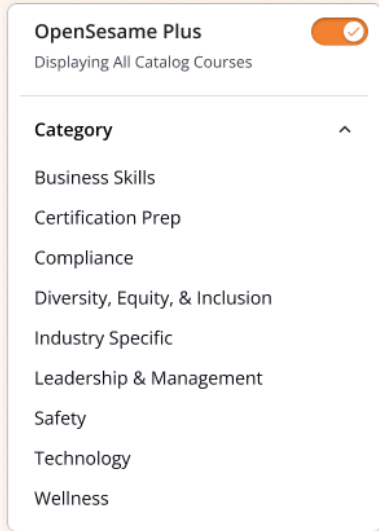 OpenSesame Plus
Displaying All Catalog Courses
Category
Business Skills
Certification Prep
Compliance
Diversity, Equity, & Inclusion
Industry Specific
Leadership & Management
Safety
Technology
Wellness